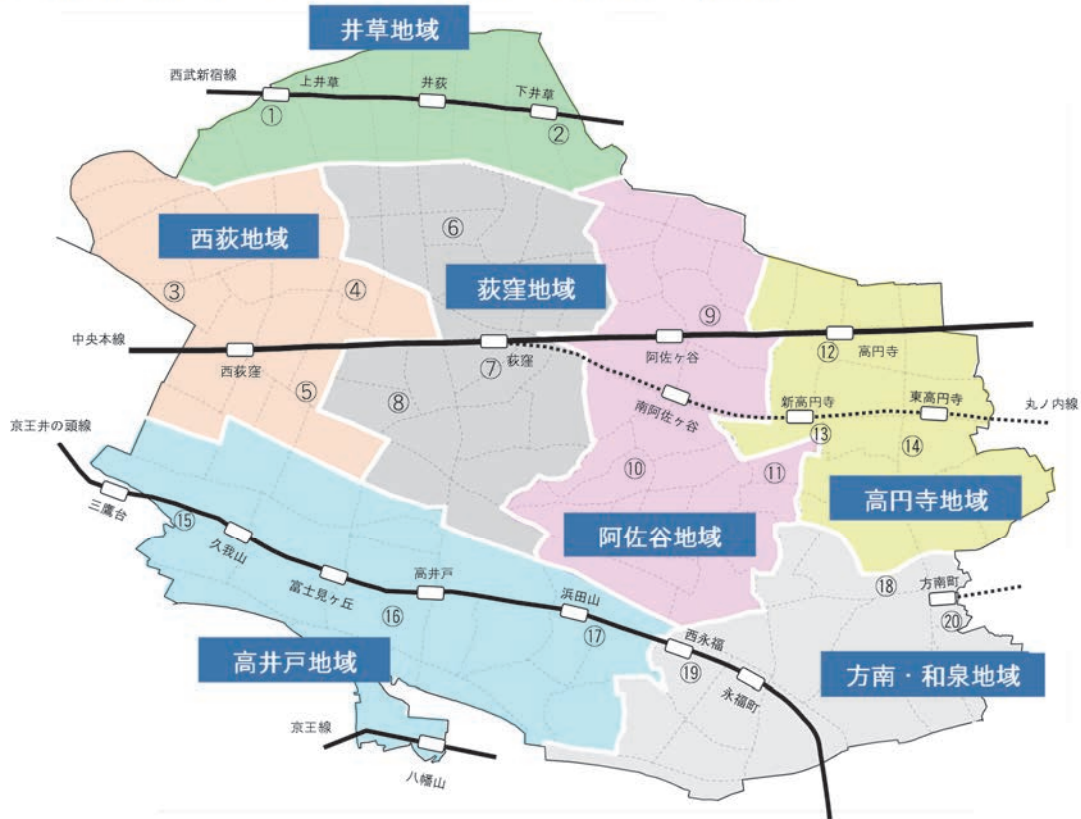 井草地域
西武新宿線
上井草
井荻
下井草
①
②
西荻地域
⑥
③
④
荻窪地域
⑨
中央本線
西荻窪
⑦
荻窪
阿佐ヶ谷
⑫
高円寺
⑤
⑧
南阿佐ヶ谷
新高円寺
東高円寺
丸ノ内線
京王井の頭線
⑬
⑭
⑩
⑪
高円寺地域
三鷹台
⑮
久我山
阿佐谷地域
富士見ヶ丘
高井戸
浜田山
⑱
方南町
⑯
⑰
⑳
高井戸地域
西永福
⑲
永福町
方南・和泉地域
京王線
八幡山